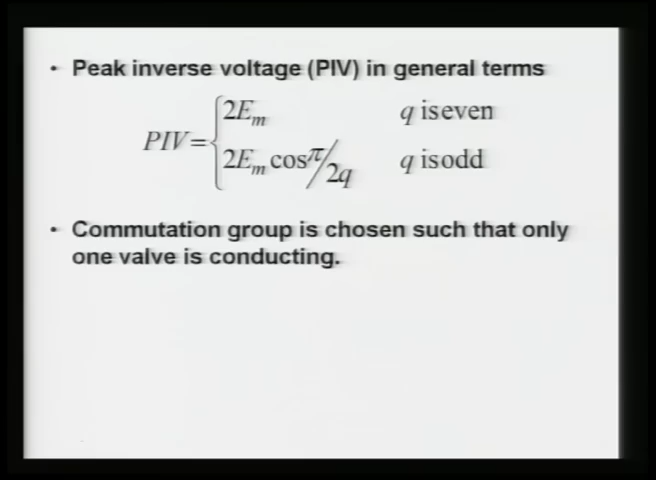 • Peak inverse voltage (PIV) in general terms
PIV = { 2E_m    q is even
2E_m cos π/2q    q is odd
• Commutation group is chosen such that only
one valve is conducting.